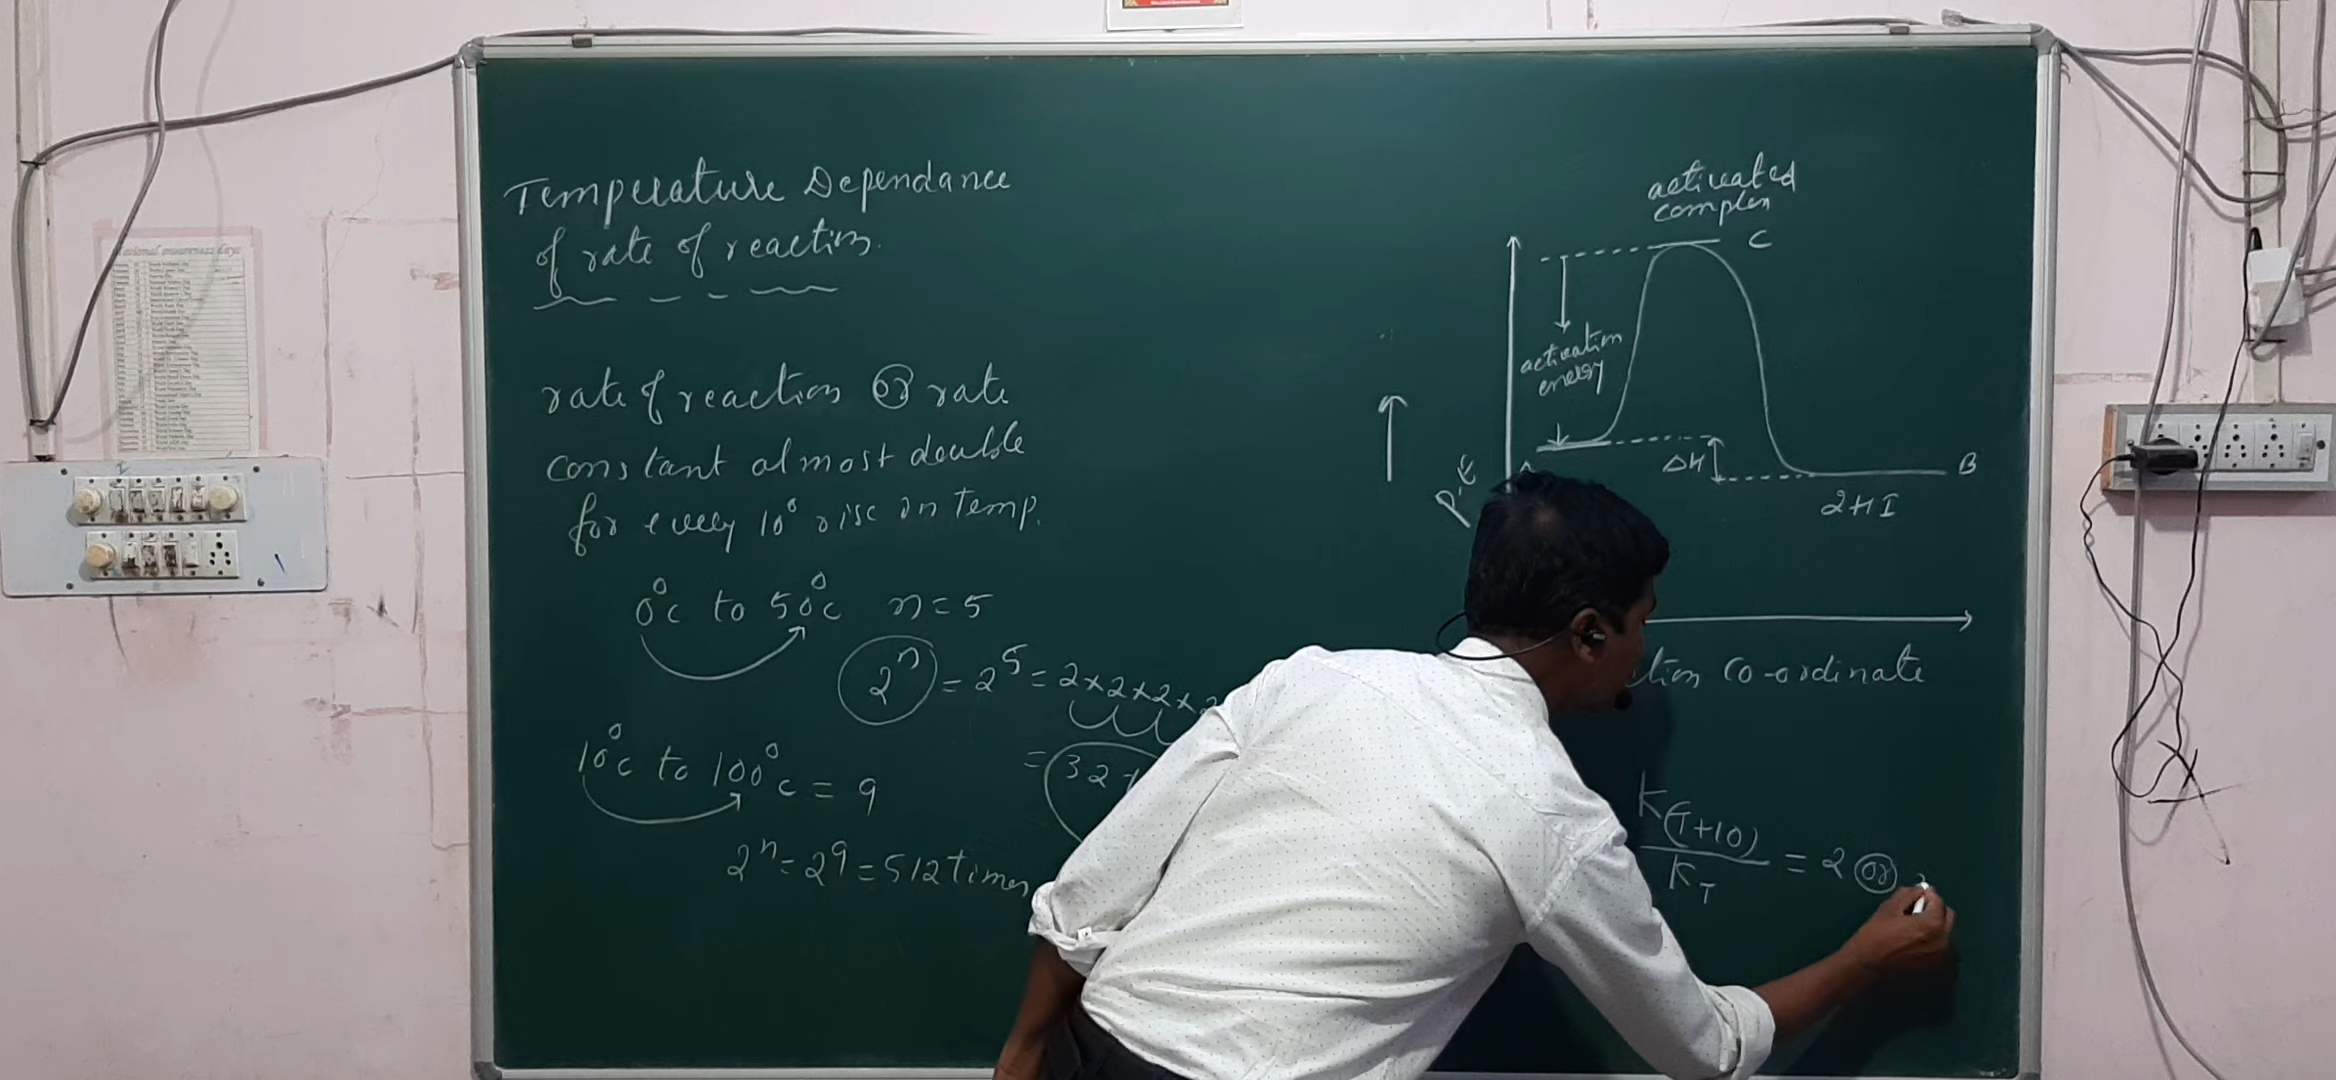 Temperature Dependance
of rate of reaction.
rate of reaction or rate
constant almost double
for every 10° rise in temp.
0°c to 50°c n = 5
2ⁿ = 2⁵ = 2×2×2×
= 32
10°c to 100°c = 9
2ⁿ = 2⁹ = 512 times
activated
complex
C
activation
energy
ΔH
B
P.E
2HI
tion co-ordinate
K(T+10)
K_T
= 2 or